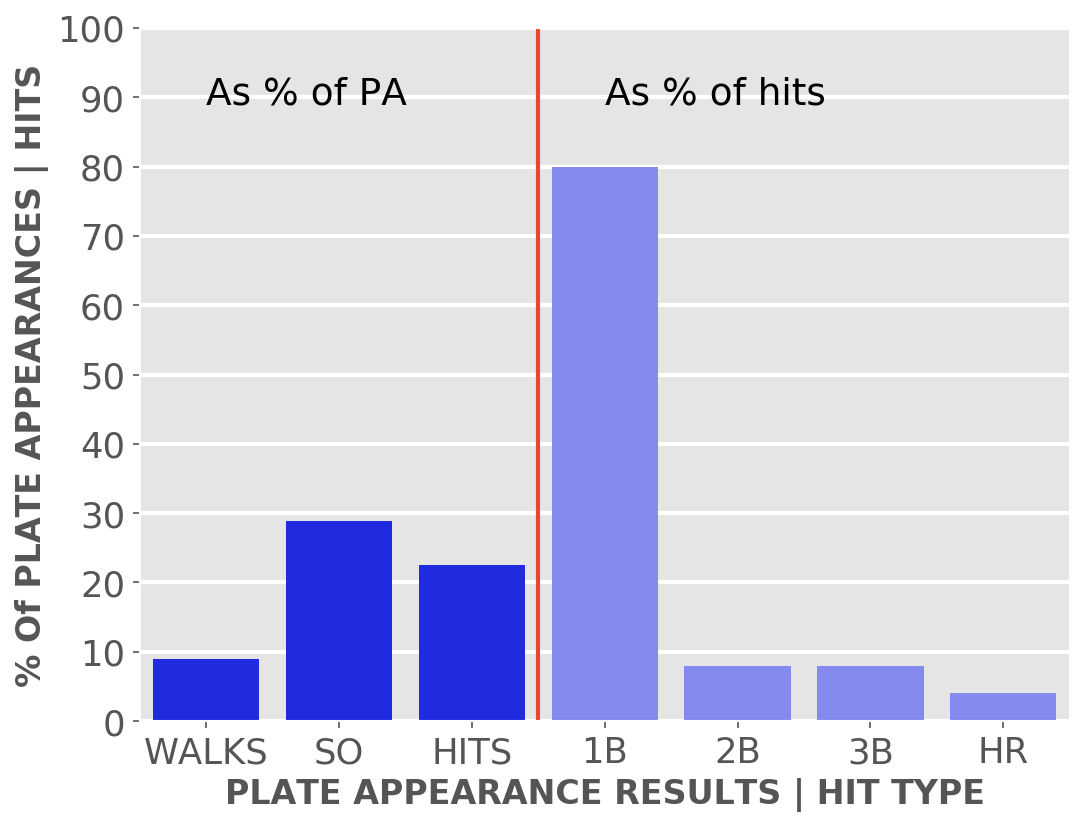 100
90
80
70
60
50
40
30
20
10
0
% Of PLATE APPEARANCES | HITS
As % of PA
As % of hits
WALKS SO HITS 1B 2B 3B HR
PLATE APPEARANCE RESULTS | HIT TYPE